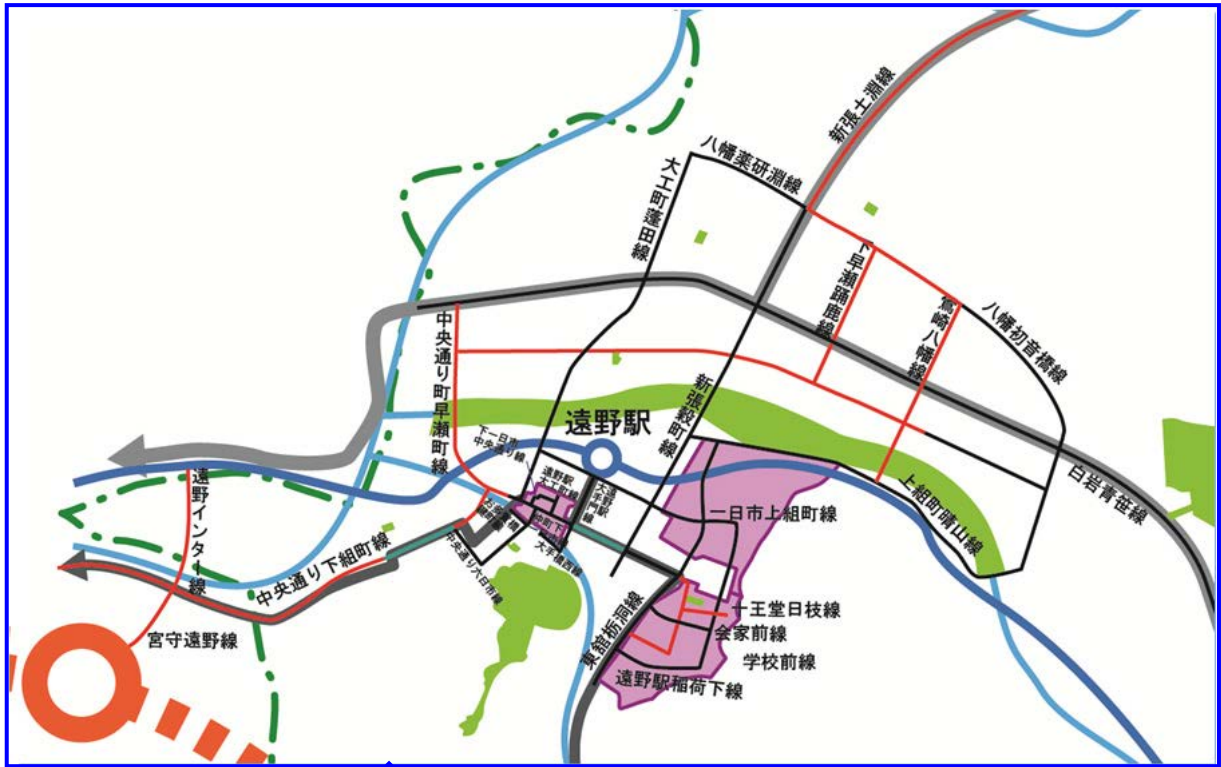 新張土淵線
八幡薬研淵線
大工町蓬田線
下早瀬踊鹿線
鶯崎八幡線
八幡初音橋線
中央通り町早瀬町線
新張穀町線
遠野駅
下一日市
中央通り線
遠野駅
大工町線
遠野駅
大手門線
白岩青笹線
上組町晴山線
一日市上組町線
遠野インター線
仲町下
大手橋西線
中央通り六日市線
中央通り下組町線
宮守遠野線
東舘栃洞線
十王堂日枝線
会家前線
学校前線
遠野駅稲荷下線